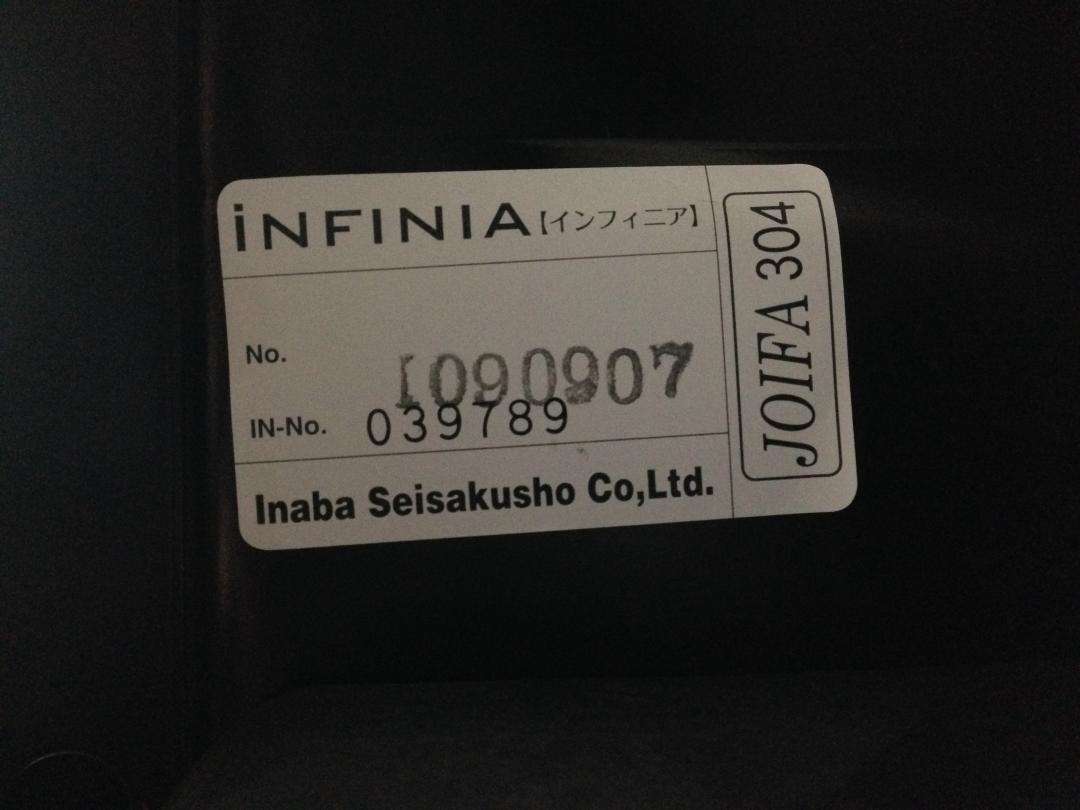 iNFINIA【インフィニア】
No. 1090907
IN-No. 039789
Inaba Seisakusho Co,Ltd.
JOIFA 304